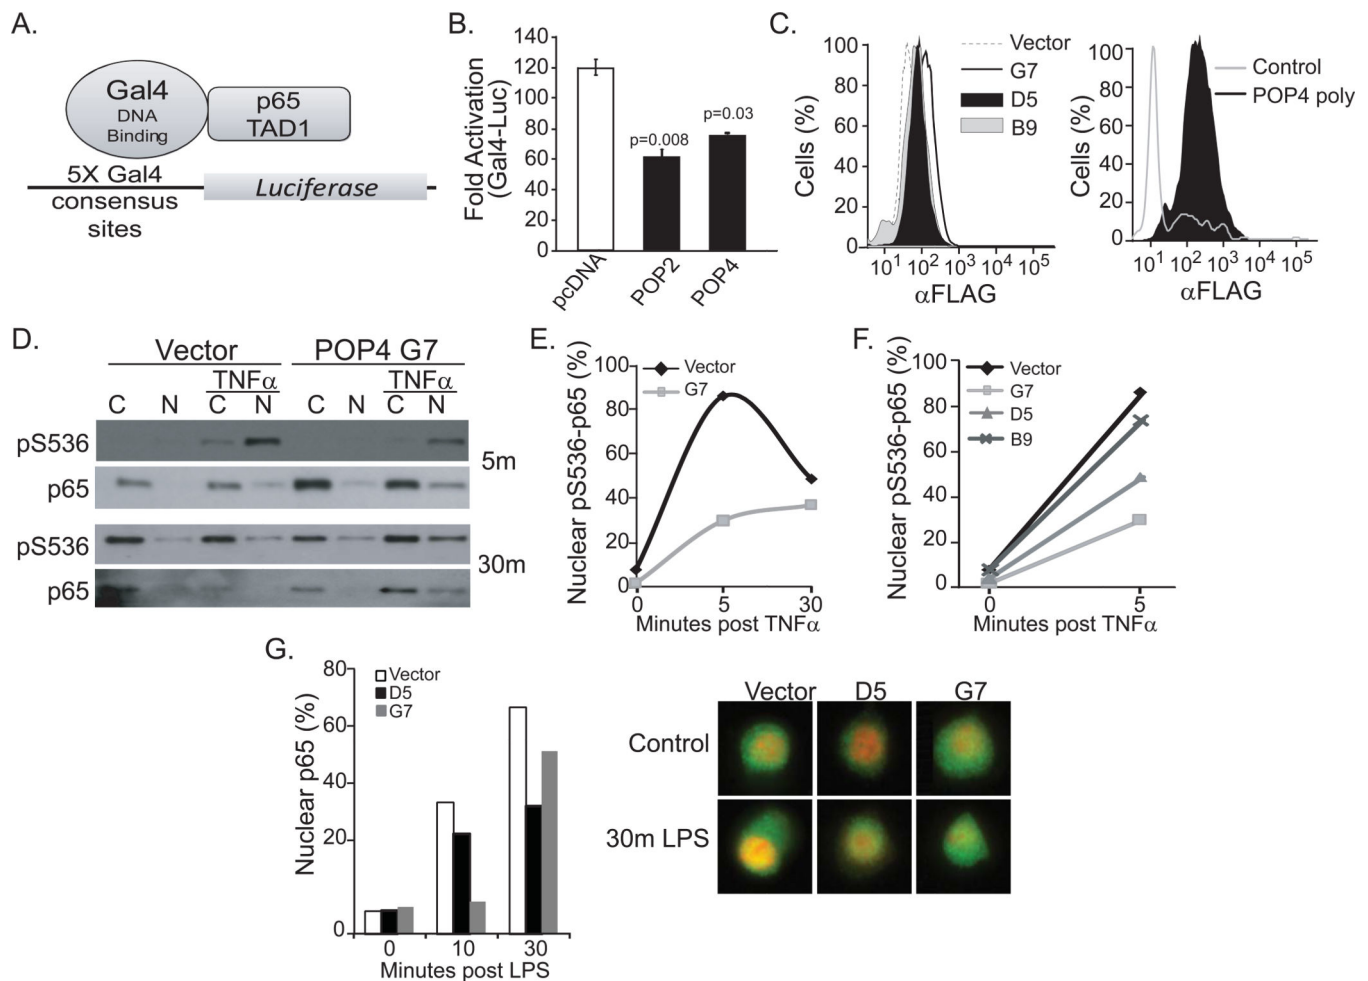 A.
Gal4
DNA
Binding
p65
TAD1
5X Gal4
consensus
sites
Luciferase
B.
Fold Activation
(Gal4-Luc)
140
120
100
80
60
40
20
0
p=0.008
p=0.03
pcDNA
POP2
POP4
C.
Cells (%)
100
80
60
40
20
0
10¹ 10² 10³ 10⁴ 10⁵
αFLAG
Vector
G7
D5
B9
Cells (%)
100
80
60
40
20
0
10¹ 10² 10³ 10⁴ 10⁵
αFLAG
Control
POP4 poly
D.
Vector POP4 G7
TNFα TNFα
C N C N C N C N
pS536
p65
5m
pS536
p65
30m
E.
Nuclear pS536-p65 (%)
100
80
60
40
20
0
Vector
G7
0 5 30
Minutes post TNFα
F.
Nuclear pS536-p65 (%)
100
80
60
40
20
0
Vector
G7
D5
B9
0 5
Minutes post TNFα
G.
Nuclear p65 (%)
80
60
40
20
0
Vector
D5
G7
0 10 30
Minutes post LPS
Vector D5 G7
Control
30m LPS